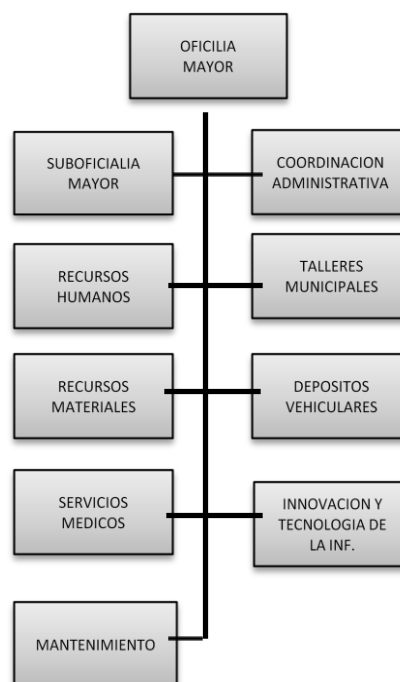 OFICILIA
MAYOR
SUBOFICIALIA
MAYOR
COORDINACION
ADMINISTRATIVA
RECURSOS
HUMANOS
TALLERES
MUNICIPALES
RECURSOS
MATERIALES
DEPOSITOS
VEHICULARES
SERVICIOS
MEDICOS
INNOVACION Y
TECNOLOGIA DE
LA INF.
MANTENIMIENTO